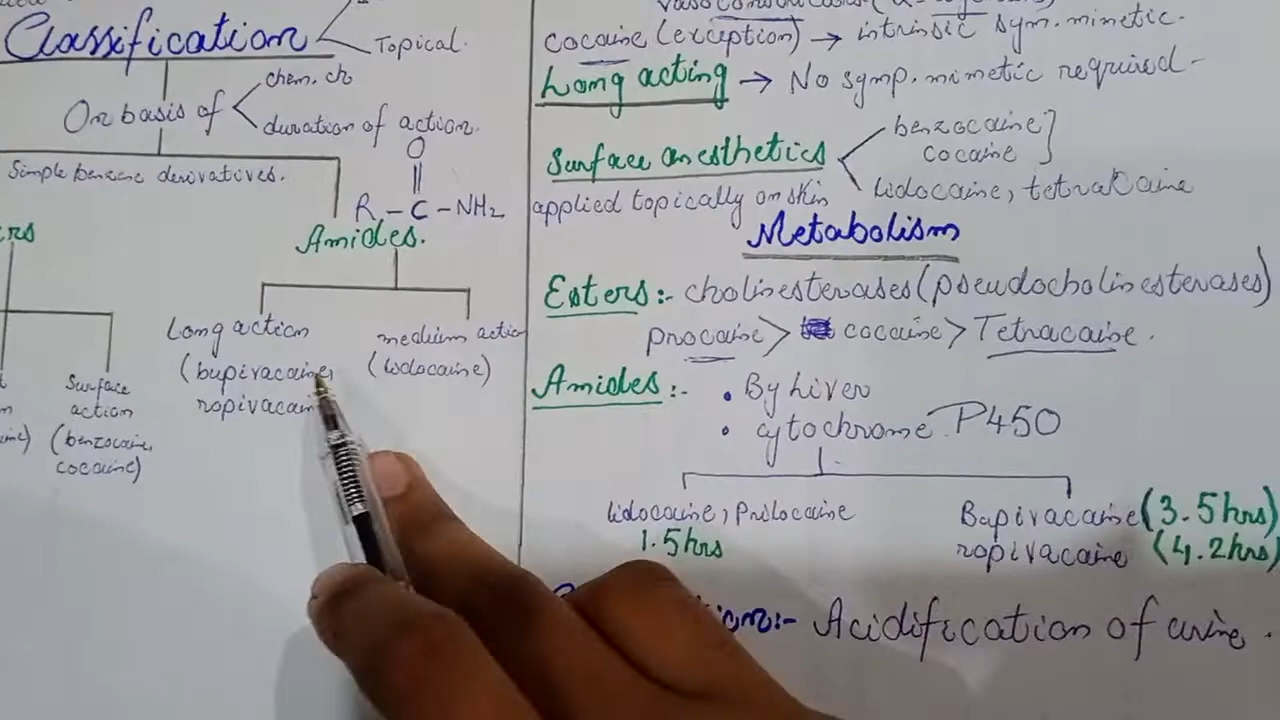 Classification
Topical.
On basis of
chem. ch
duration of action.
Simple benzene derivatives.
O
R - C - NH2
Amides.
Long action
(bupivacaine,
medium actio
(lidocaine)
Surface
action
(benzocaine,
cocaine)
cocaine (exception) → intrinsic sym. mimetic.
Long acting → No symp. mimetic required -
Surface anesthetics
benzocaine]
cocaine
lidocaine, tetracaine
applied topically on skin
Metabolism
Esters:- cholinesterases (pseudocholinesterases)
procaine > cocaine > Tetracaine.
Amides:- • By liver
• cytochrome P450
lidocaine, Prilocaine
1.5 hrs
Bupivacaine (3.5 hrs)
ropivacaine (4.2 hrs)
:- Acidification of urine.